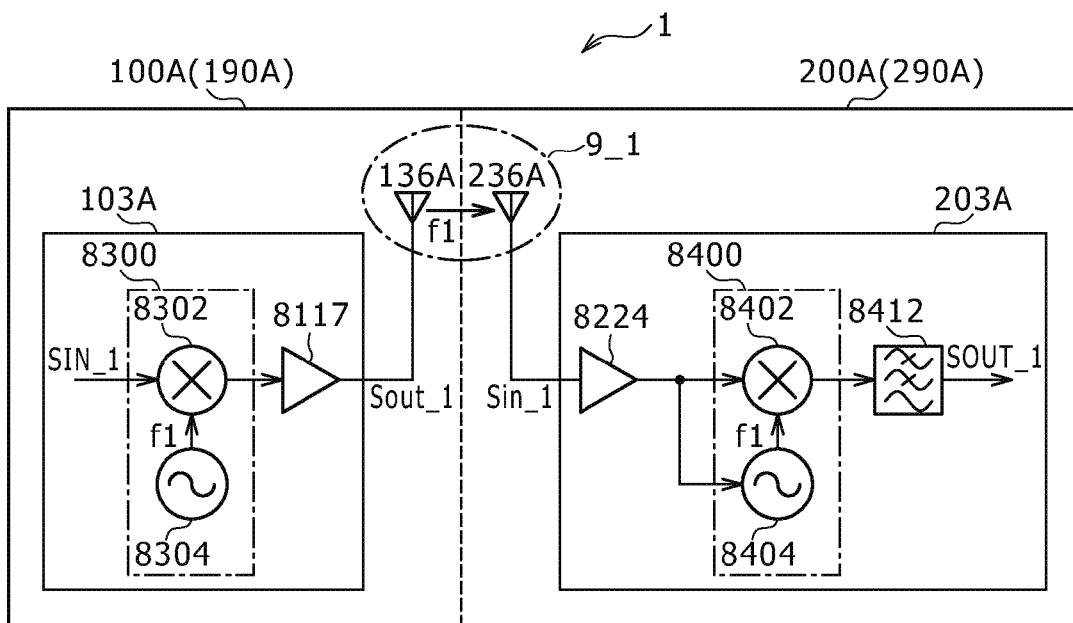 1
100A(190A)
200A(290A)
9_1
136A
236A
f1
103A
203A
8300
8302
8117
SIN_1
f1
8304
Sout_1
Sin_1
8224
8400
8402
8412
SOUT_1
f1
8404